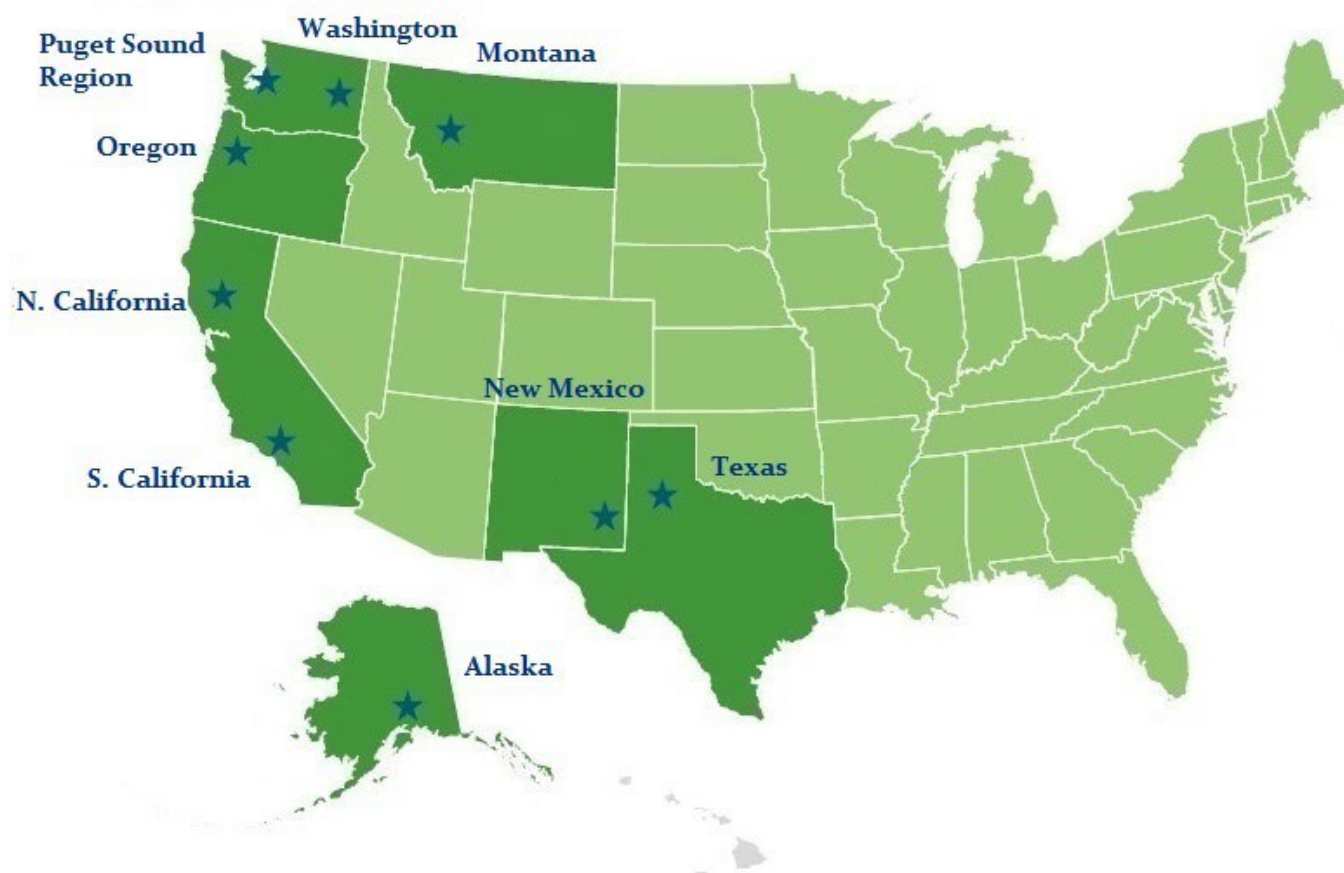 Washington
Puget Sound
Region
Montana
Oregon
N. California
New Mexico
Texas
S. California
Alaska